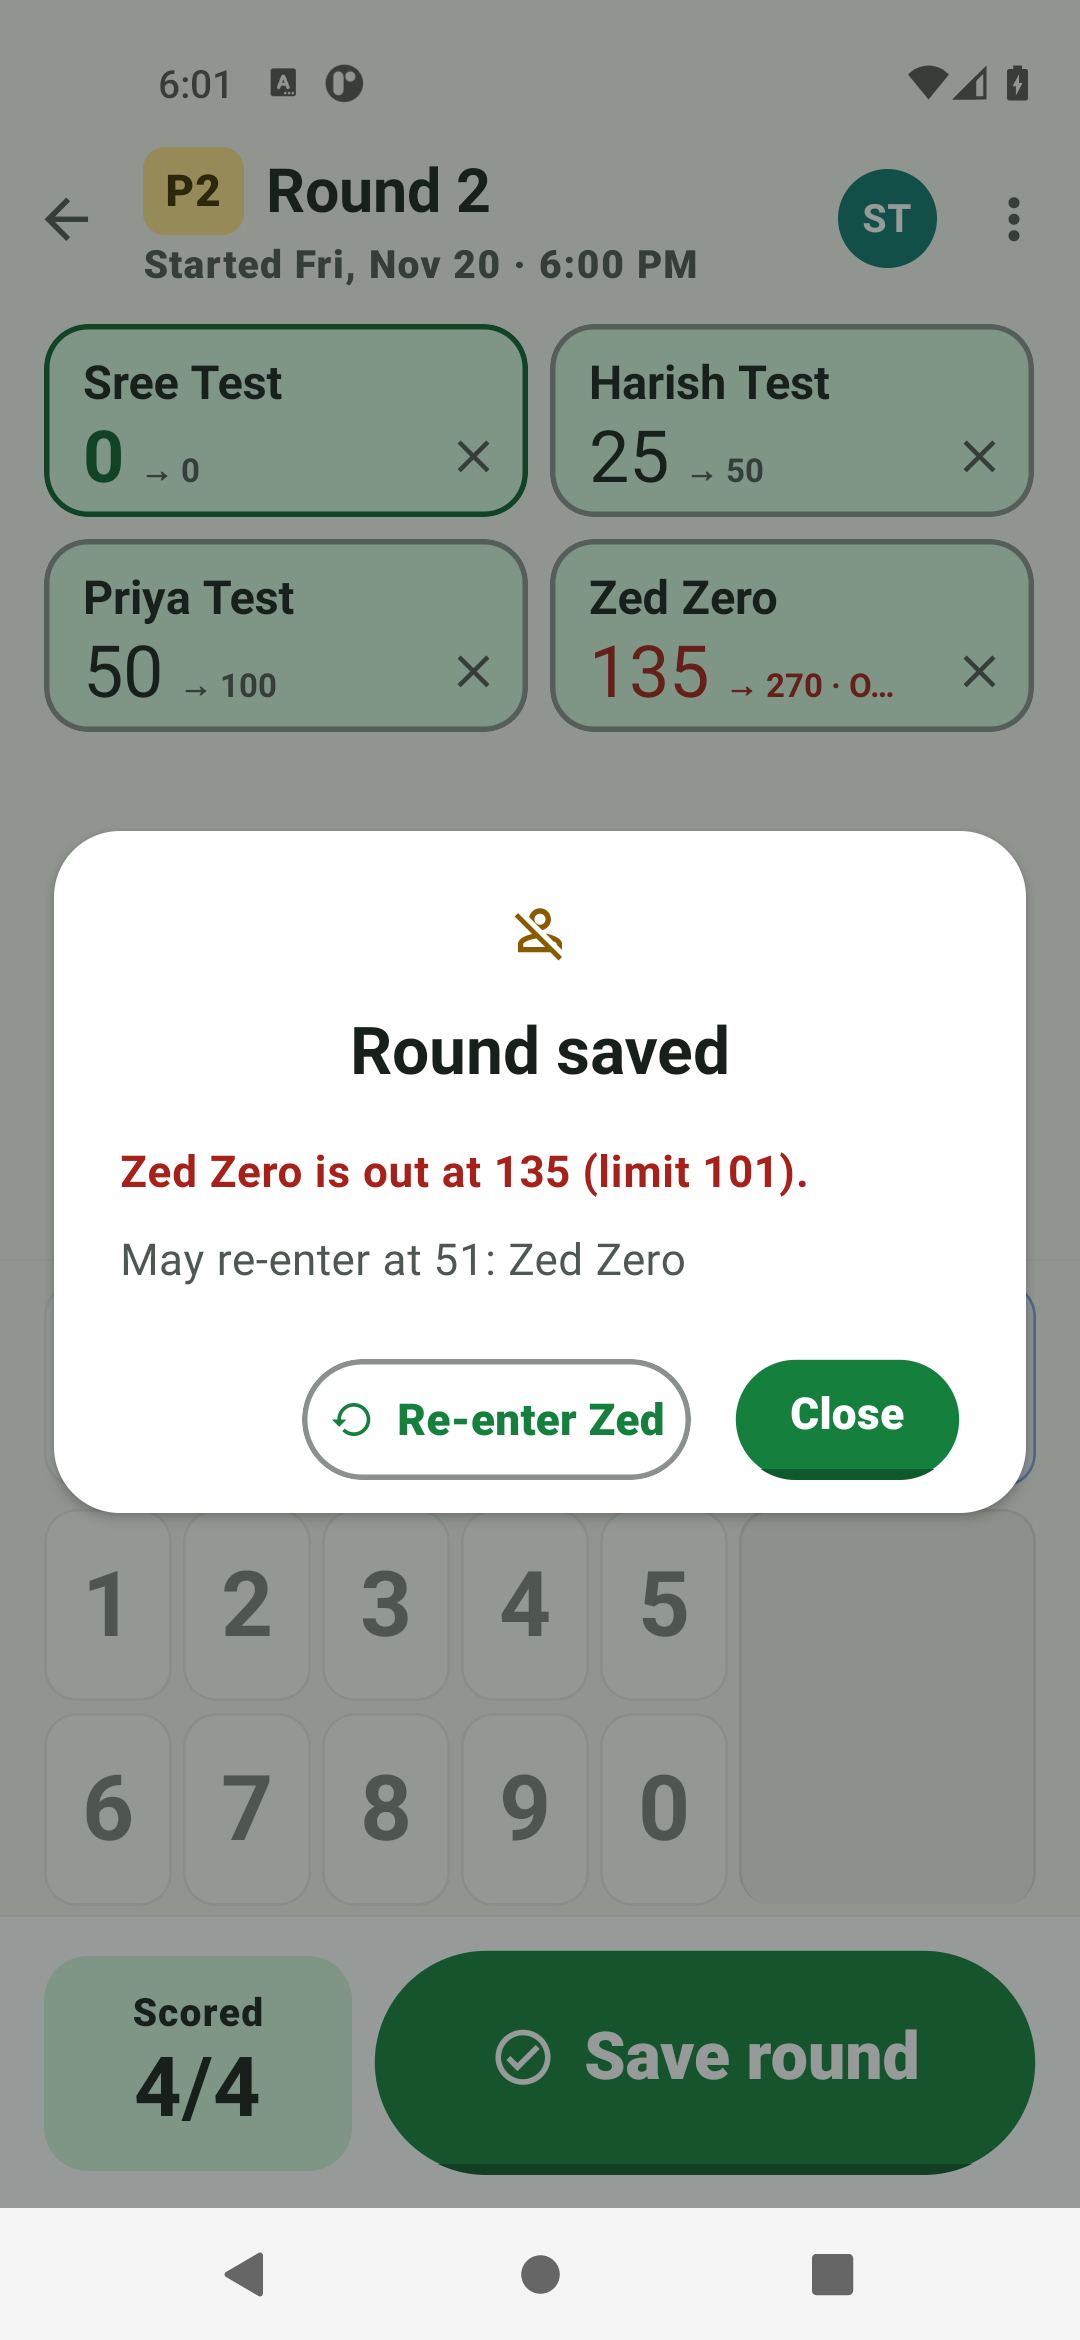 6:01
P2 Round 2
Started Fri, Nov 20 · 6:00 PM
ST
Sree Test
0 → 0
Harish Test
25 → 50
Priya Test
50 → 100
Zed Zero
135 → 270 · O...
Round saved
Zed Zero is out at 135 (limit 101).
May re-enter at 51: Zed Zero
Re-enter Zed
Close
1 2 3 4 5
6 7 8 9 0
Scored
4/4
Save round